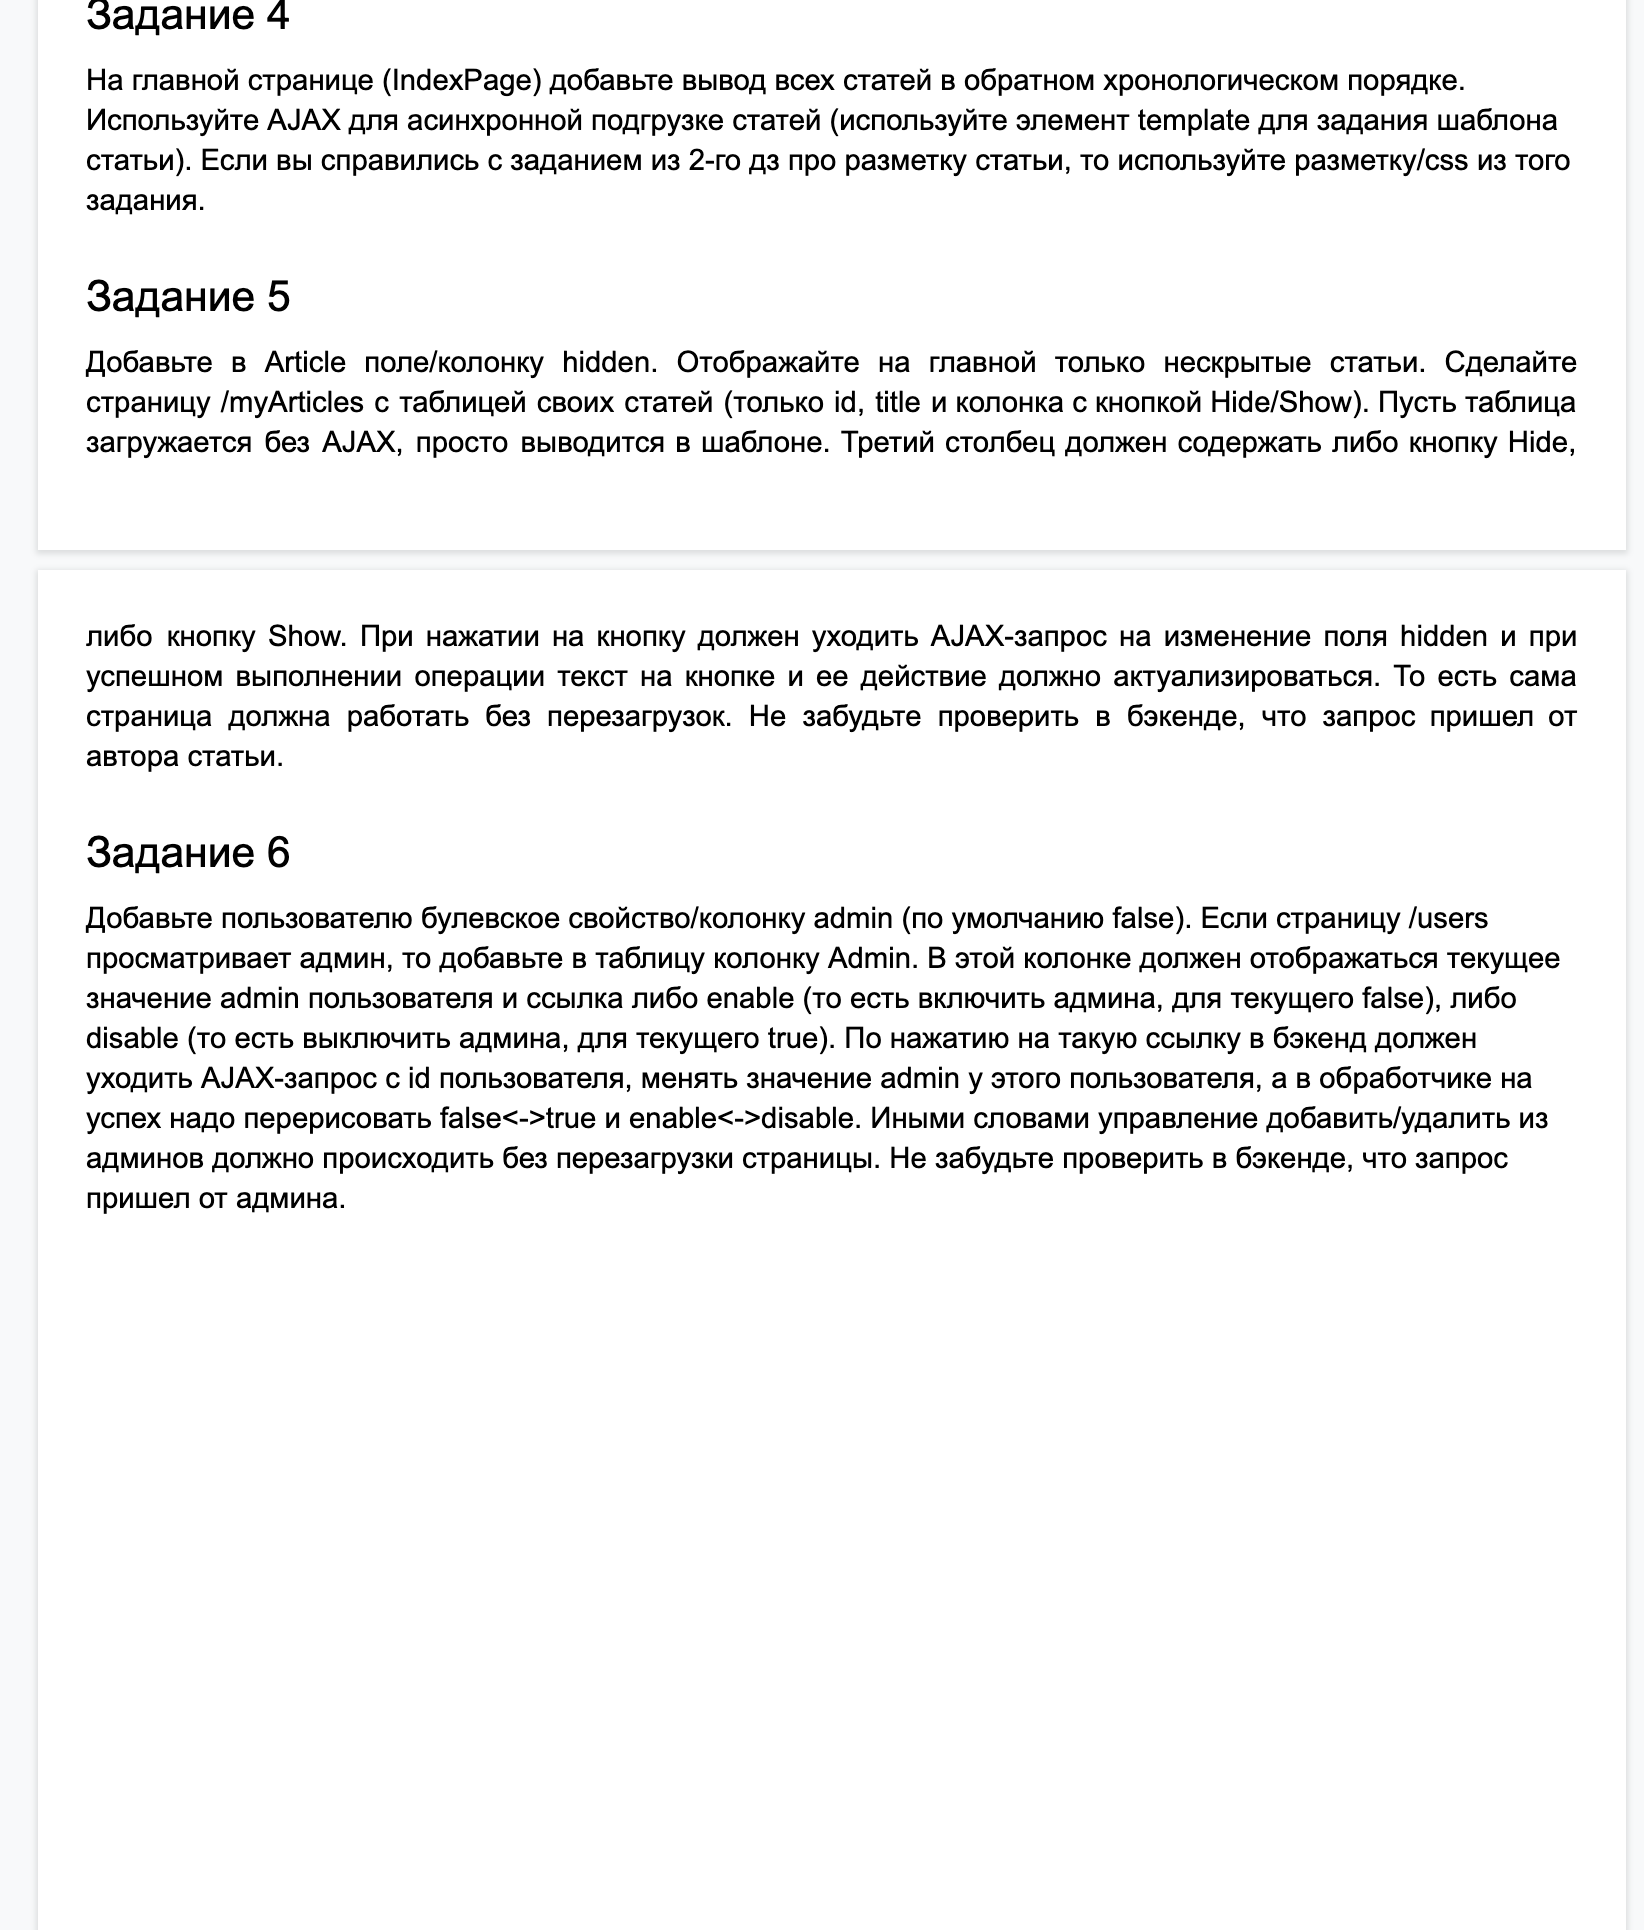 Задание 4
На главной странице (IndexPage) добавьте вывод всех статей в обратном хронологическом порядке.
Используйте AJAX для асинхронной подгрузке статей (используйте элемент template для задания шаблона
статьи). Если вы справились с заданием из 2-го дз про разметку статьи, то используйте разметку/css из того
задания.
Задание 5
Добавьте в Article поле/колонку hidden. Отображайте на главной только нескрытые статьи. Сделайте
страницу /myArticles с таблицей своих статей (только id, title и колонка с кнопкой Hide/Show). Пусть таблица
загружается без AJAX, просто выводится в шаблоне. Третий столбец должен содержать либо кнопку Hide,
либо кнопку Show. При нажатии на кнопку должен уходить AJAX-запрос на изменение поля hidden и при
успешном выполнении операции текст на кнопке и ее действие должно актуализироваться. То есть сама
страница должна работать без перезагрузок. Не забудьте проверить в бэкенде, что запрос пришел от
автора статьи.
Задание 6
Добавьте пользователю булевское свойство/колонку admin (по умолчанию false). Если страницу /users
просматривает админ, то добавьте в таблицу колонку Admin. В этой колонке должен отображаться текущее
значение admin пользователя и ссылка либо enable (то есть включить админа, для текущего false), либо
disable (то есть выключить админа, для текущего true). По нажатию на такую ссылку в бэкенд должен
уходить AJAX-запрос с id пользователя, менять значение admin у этого пользователя, а в обработчике на
успех надо перерисовать false<->true и enable<->disable. Иными словами управление добавить/удалить из
админов должно происходить без перезагрузки страницы. Не забудьте проверить в бэкенде, что запрос
пришел от админа.